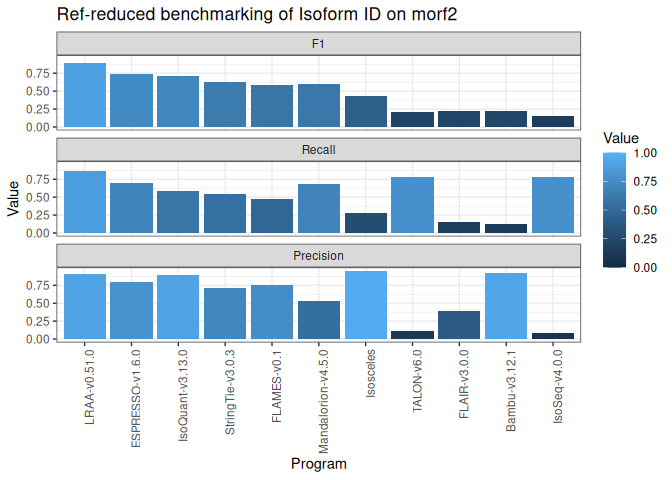 Ref-reduced benchmarking of Isoform ID on morf2
F1
0.75
0.50
0.25
0.00
Recall
0.75
0.50
0.25
0.00
Precision
0.75
0.50
0.25
0.00
Value
LRAA-v0.51.0
ESPRESSO-v1.6.0
IsoQuant-v3.13.0
StringTie-v3.0.3
FLAMES-v0.1
Mandalorion-v4.5.0
Isosceles
TALON-v6.0
FLAIR-v3.0.0
Bambu-v3.12.1
IsoSeq-v4.0.0
Program
Value
1.00
0.75
0.50
0.25
0.00